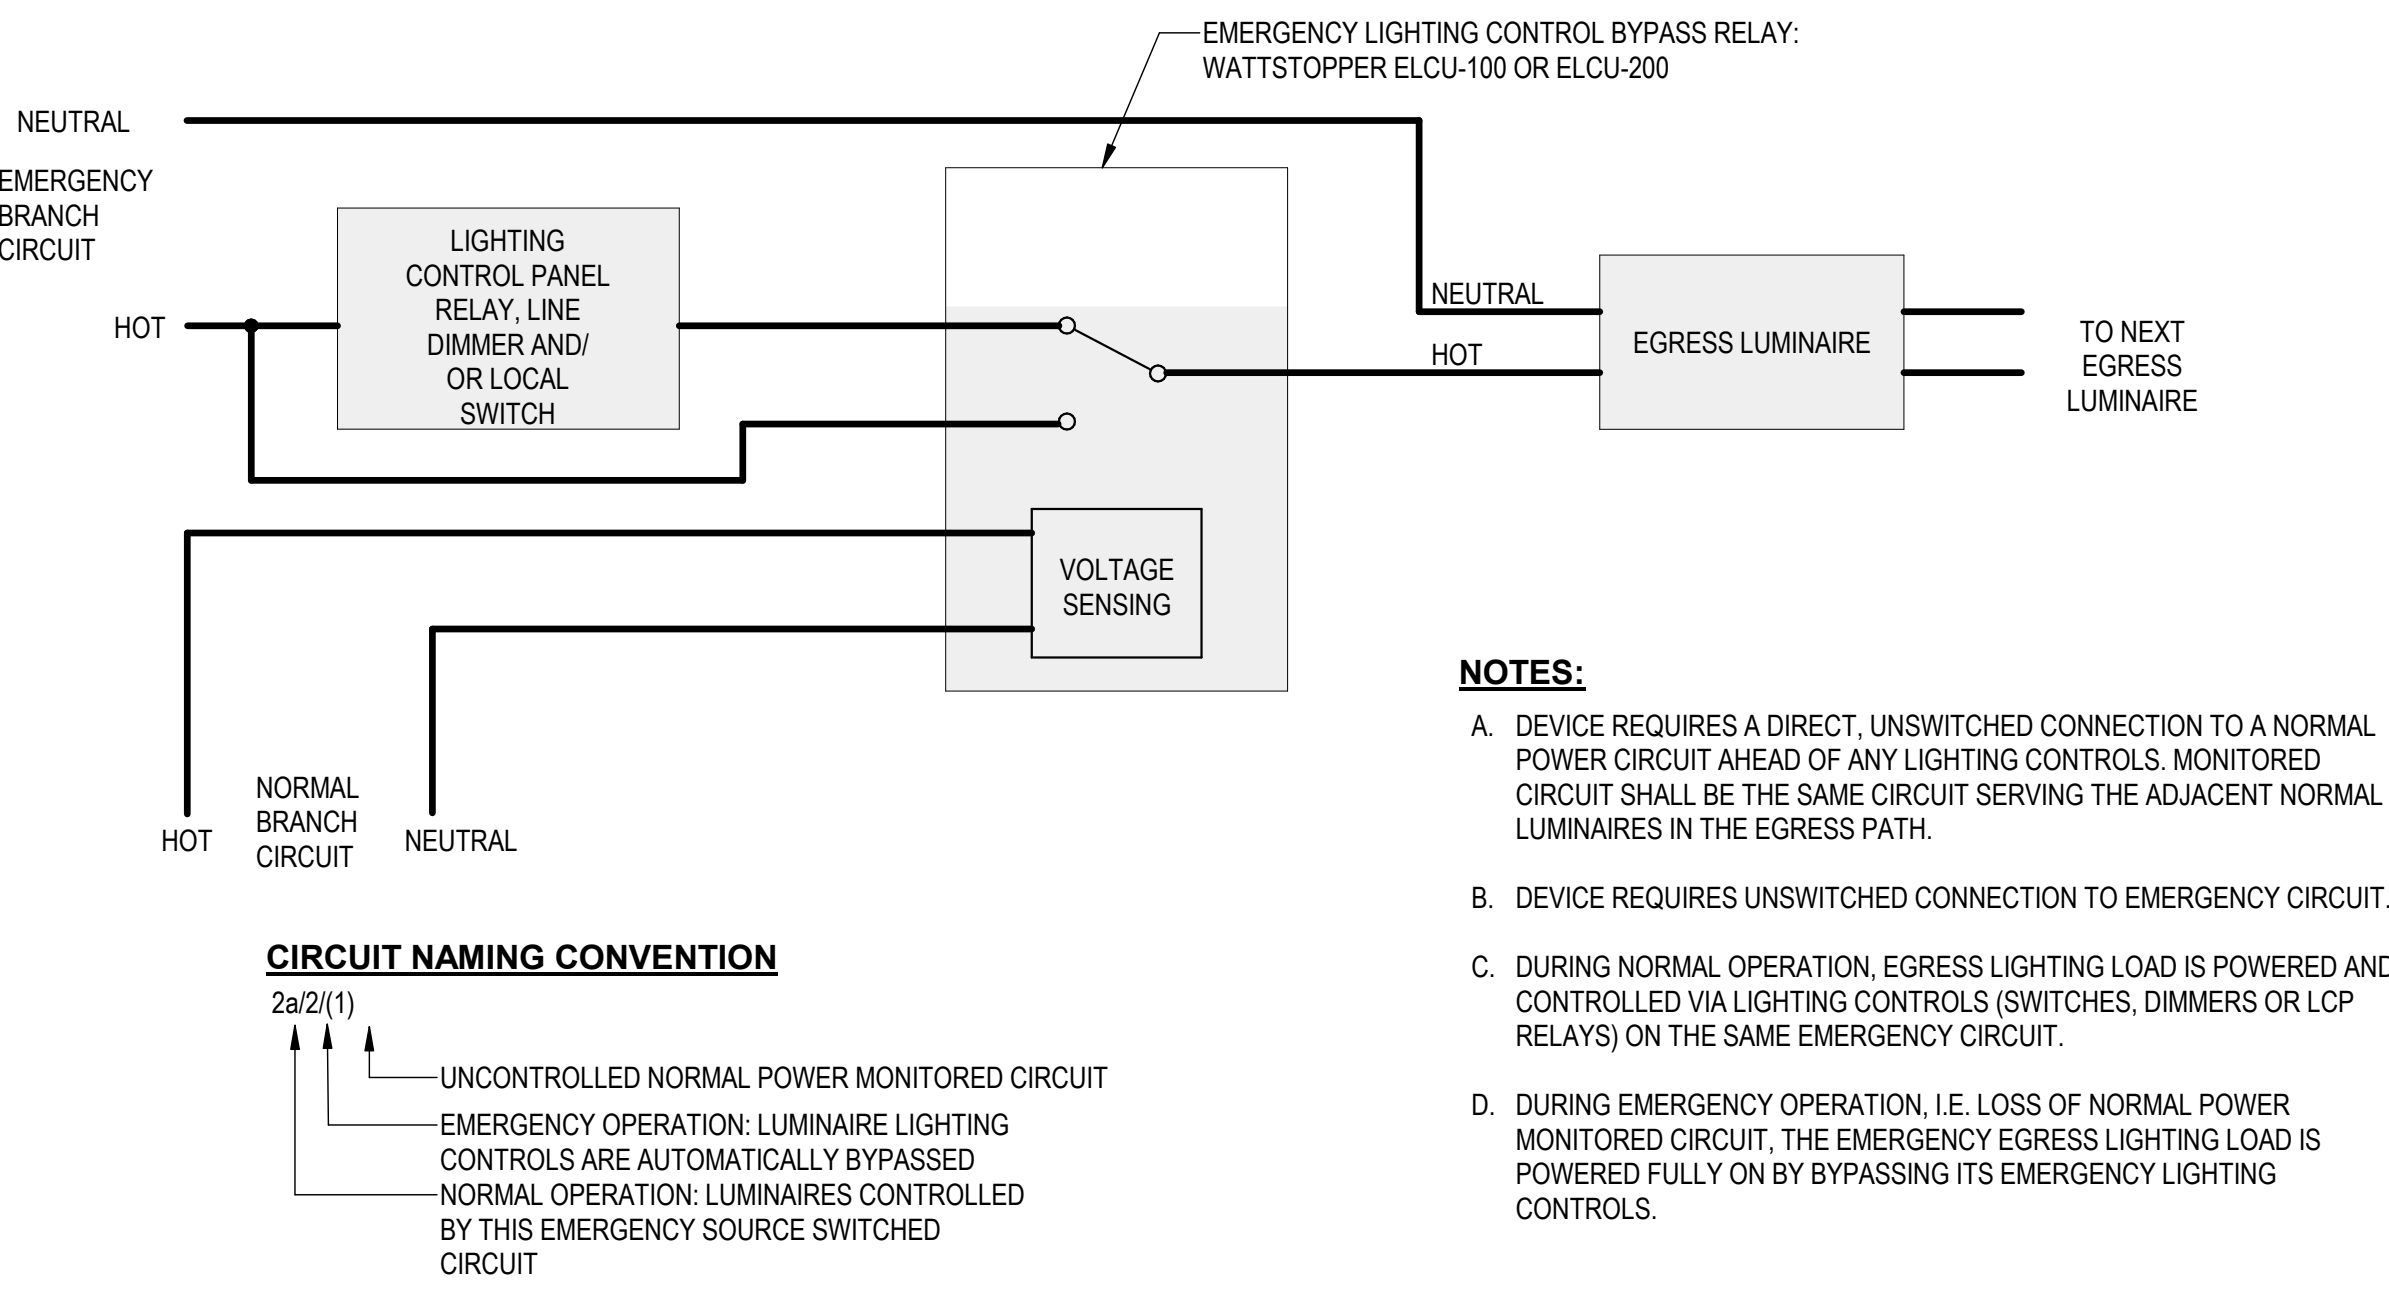 EMERGENCY LIGHTING CONTROL BYPASS RELAY:
WATTSTOPPER ELCU-100 OR ELCU-200
NEUTRAL
EMERGENCY
BRANCH
CIRCUIT
HOT
LIGHTING
CONTROL PANEL
RELAY, LINE
DIMMER AND/
OR LOCAL
SWITCH
NEUTRAL
HOT
EGRESS LUMINAIRE
TO NEXT
EGRESS
LUMINAIRE
VOLTAGE
SENSING
HOT
NORMAL
BRANCH
CIRCUIT
NEUTRAL
CIRCUIT NAMING CONVENTION
2a/2/(1)
UNCONTROLLED NORMAL POWER MONITORED CIRCUIT
EMERGENCY OPERATION: LUMINAIRE LIGHTING
CONTROLS ARE AUTOMATICALLY BYPASSED
NORMAL OPERATION: LUMINAIRES CONTROLLED
BY THIS EMERGENCY SOURCE SWITCHED
CIRCUIT
NOTES:
A. DEVICE REQUIRES A DIRECT, UNSWITCHED CONNECTION TO A NORMAL
POWER CIRCUIT AHEAD OF ANY LIGHTING CONTROLS. MONITORED
CIRCUIT SHALL BE THE SAME CIRCUIT SERVING THE ADJACENT NORMAL
LUMINAIRES IN THE EGRESS PATH.
B. DEVICE REQUIRES UNSWITCHED CONNECTION TO EMERGENCY CIRCUIT.
C. DURING NORMAL OPERATION, EGRESS LIGHTING LOAD IS POWERED AND
CONTROLLED VIA LIGHTING CONTROLS (SWITCHES, DIMMERS OR LCP
RELAYS) ON THE SAME EMERGENCY CIRCUIT.
D. DURING EMERGENCY OPERATION, I.E. LOSS OF NORMAL POWER
MONITORED CIRCUIT, THE EMERGENCY EGRESS LIGHTING LOAD IS
POWERED FULLY ON BY BYPASSING ITS EMERGENCY LIGHTING
CONTROLS.